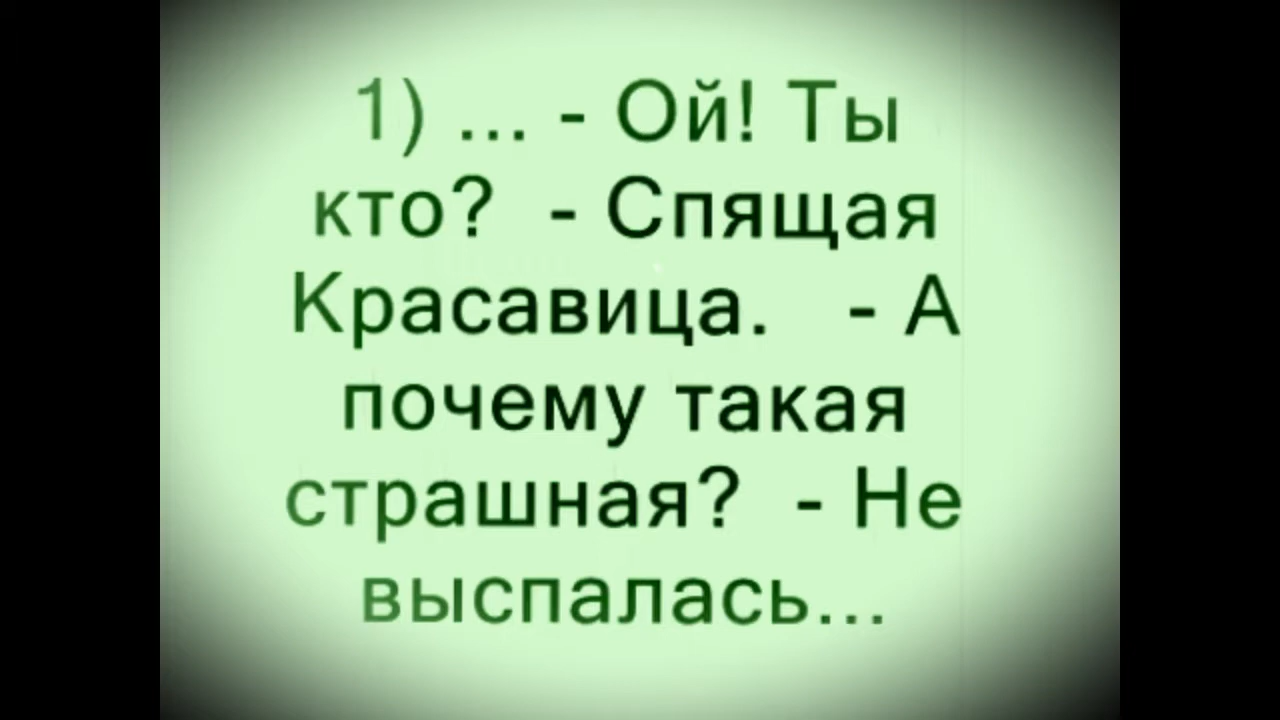 1) ... - Ой! Ты
кто?  - Спящая
Красавица.   - А
почему такая
страшная?  - Не
выспалась...